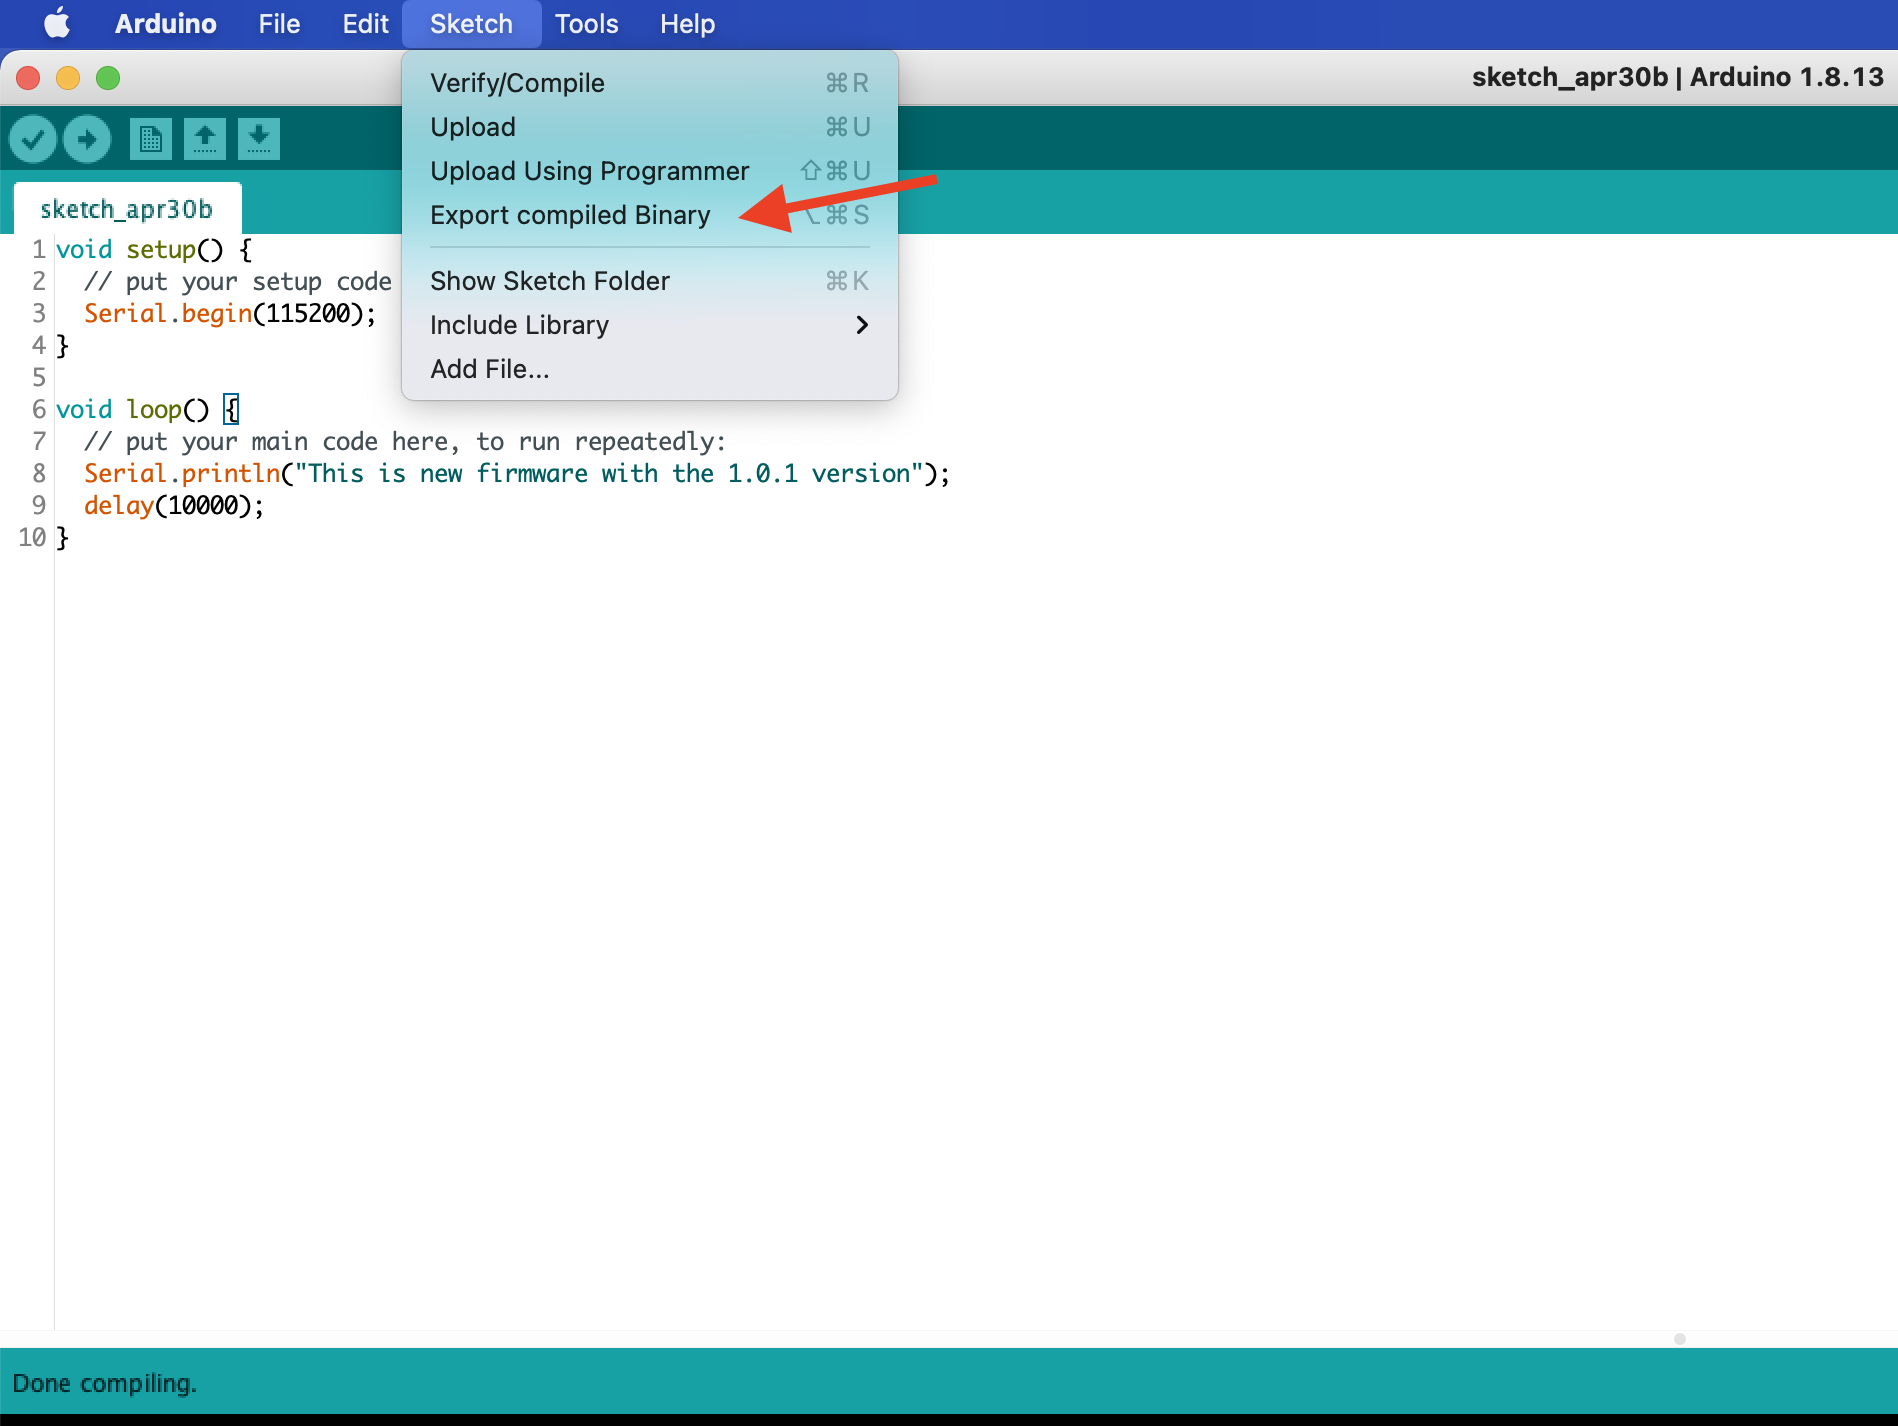 Arduino File Edit Sketch Tools Help
sketch_apr30b | Arduino 1.8.13
Verify/Compile ⌘R
Upload ⌘U
Upload Using Programmer ⇧⌘U
Export compiled Binary ⌥⌘S
Show Sketch Folder ⌘K
Include Library
Add File...
sketch_apr30b
1 void setup() {
2 // put your setup code
3 Serial.begin(115200);
4 }
5
6 void loop() {
7 // put your main code here, to run repeatedly:
8 Serial.println("This is new firmware with the 1.0.1 version");
9 delay(10000);
10 }
Done compiling.